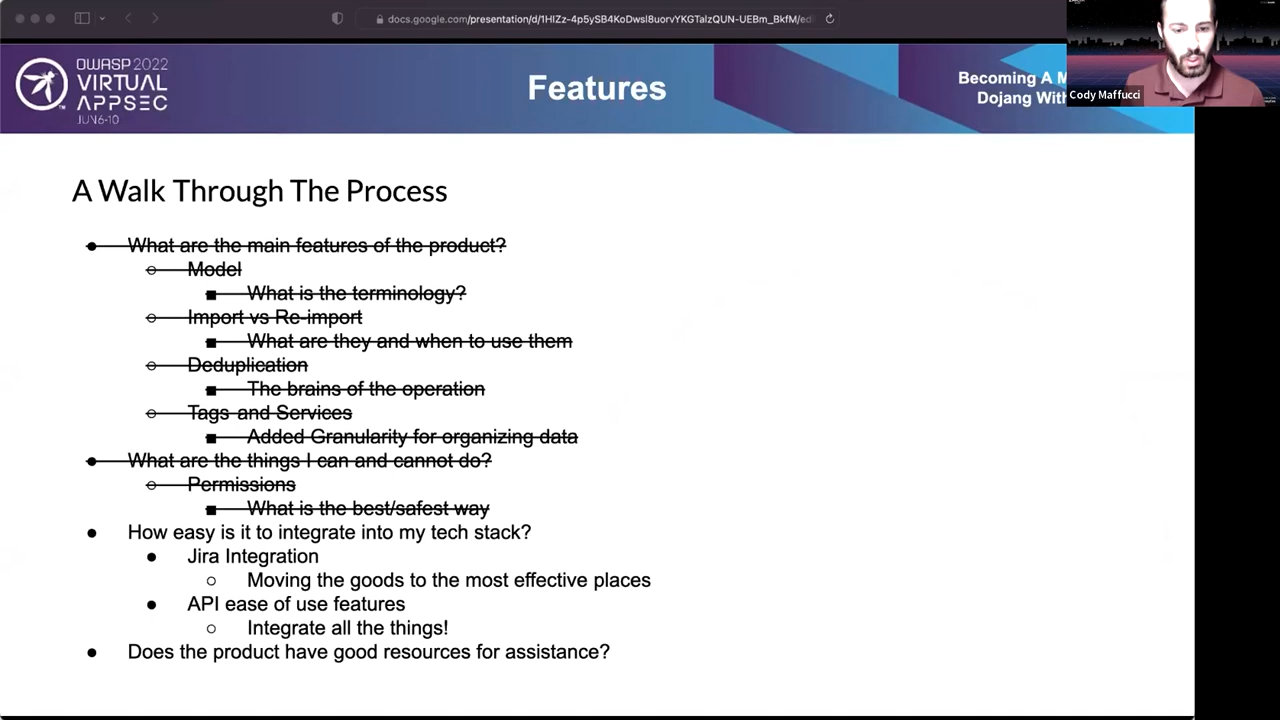 docs.google.com/presentation/d/1HIZz-4p5ySB4KoDwsI8uorvYKGTaIzQUN-UEBm_BkfM/ed
OWASP 2022
VIRTUAL
APPSEC
JUN 6-10
Features
Becoming A M
Dojang With
Cody Maffucci
A Walk Through The Process
What are the main features of the product?
Model
What is the terminology?
Import vs Re-import
What are they and when to use them
Deduplication
The brains of the operation
Tags and Services
Added Granularity for organizing data
What are the things I can and cannot do?
Permissions
What is the best/safest way
How easy is it to integrate into my tech stack?
Jira Integration
Moving the goods to the most effective places
API ease of use features
Integrate all the things!
Does the product have good resources for assistance?